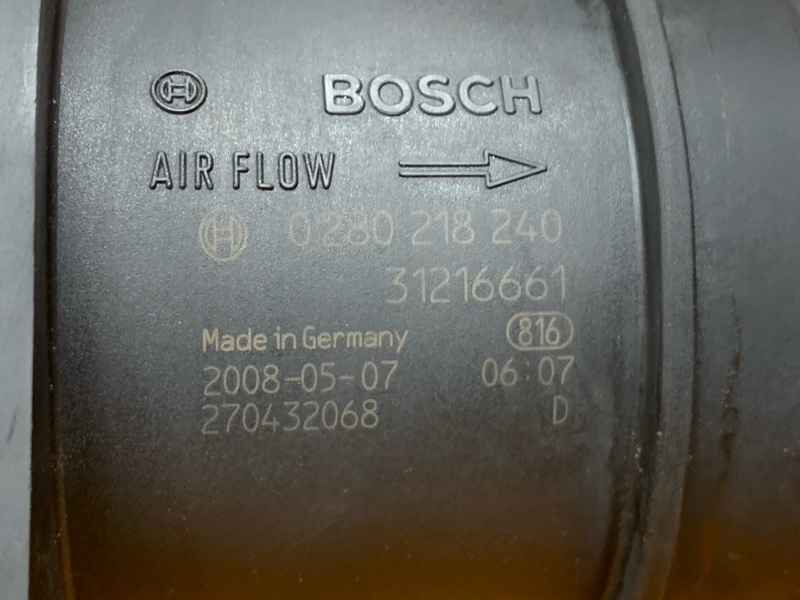 BOSCH
AIR FLOW
0 280 218 240
31216661
Made in Germany 816
2008-05-07 06:07
270432068 D